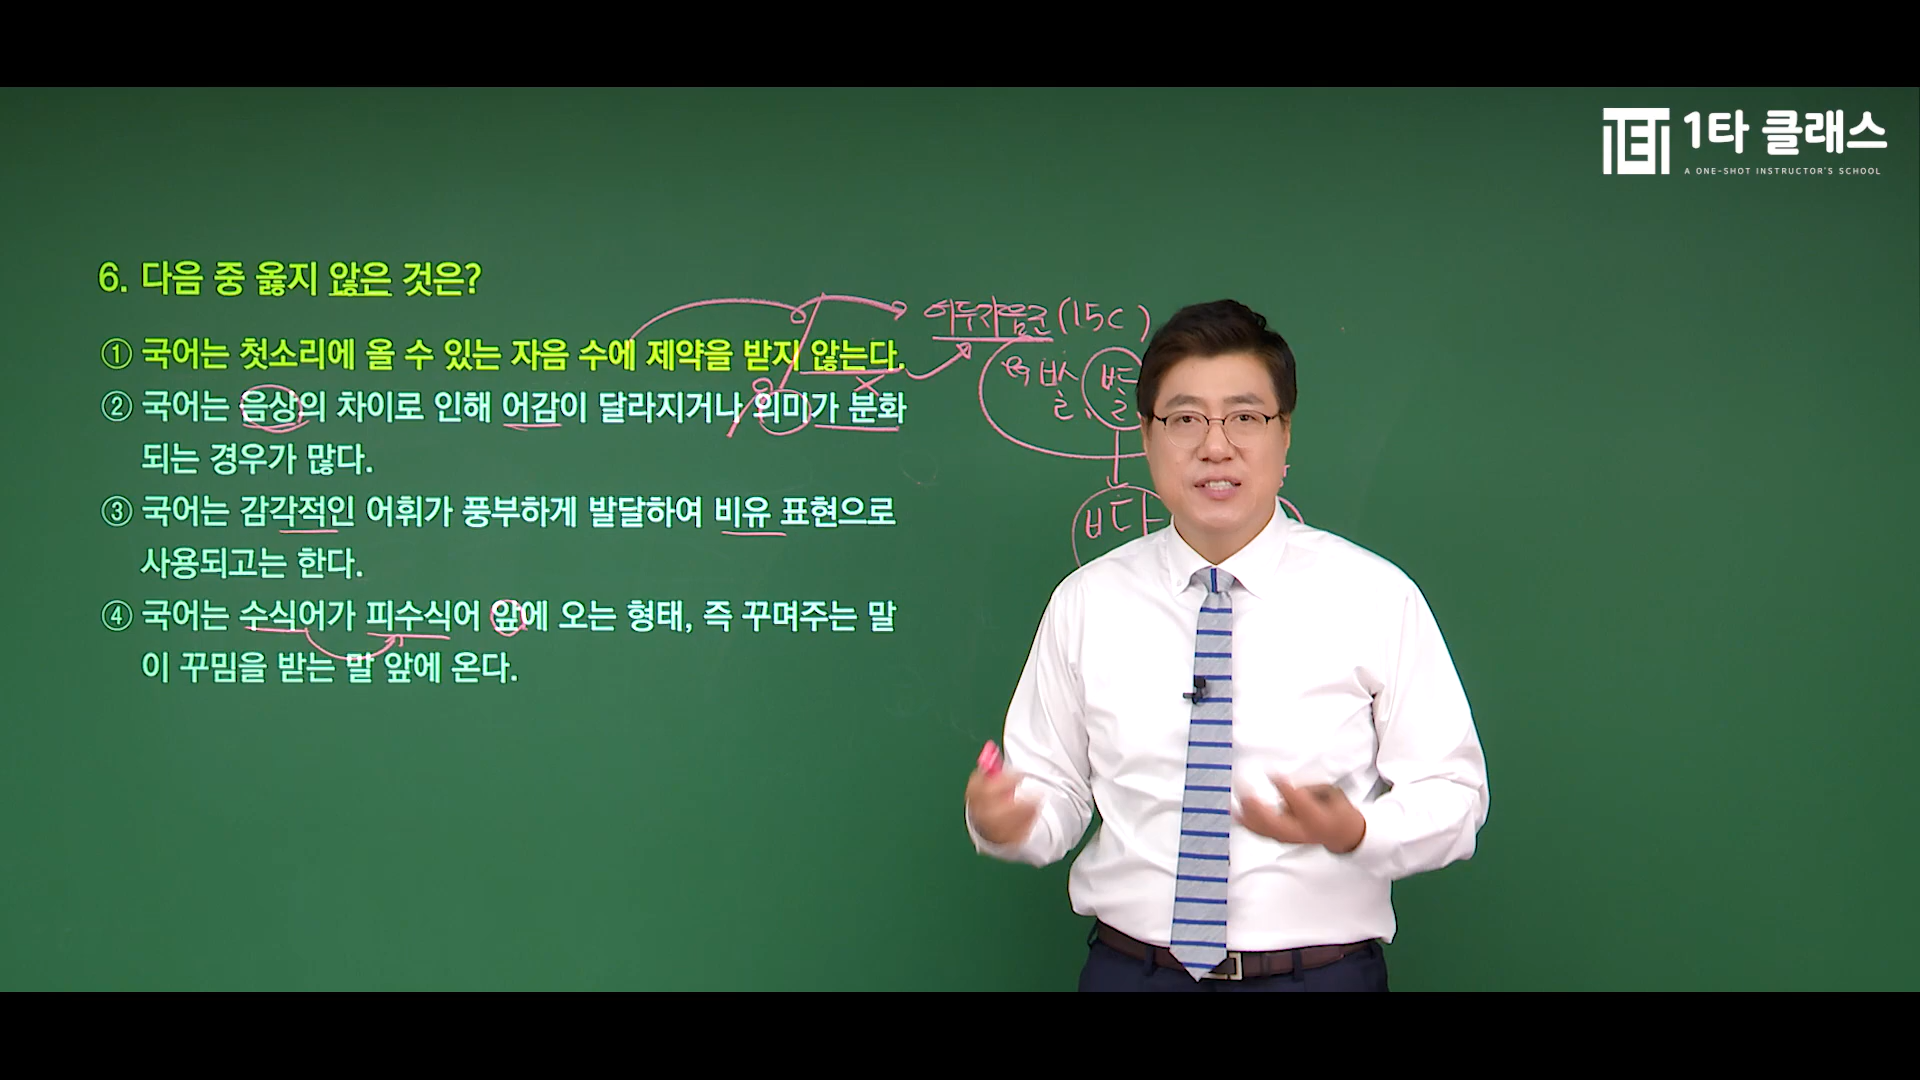 1타 클래스
A ONE-SHOT INSTRUCTOR'S SCHOOL
6. 다음 중 옳지 않은 것은?
① 국어는 첫소리에 올 수 있는 자음 수에 제약을 받지 않는다.
② 국어는 음상의 차이로 인해 어감이 달라지거나 의미가 분화
되는 경우가 많다.
③ 국어는 감각적인 어휘가 풍부하게 발달하여 비유 표현으로
사용되고는 한다.
④ 국어는 수식어가 피수식어 앞에 오는 형태, 즉 꾸며주는 말
이 꾸밈을 받는 말 앞에 온다.
어두자음군 (15C)